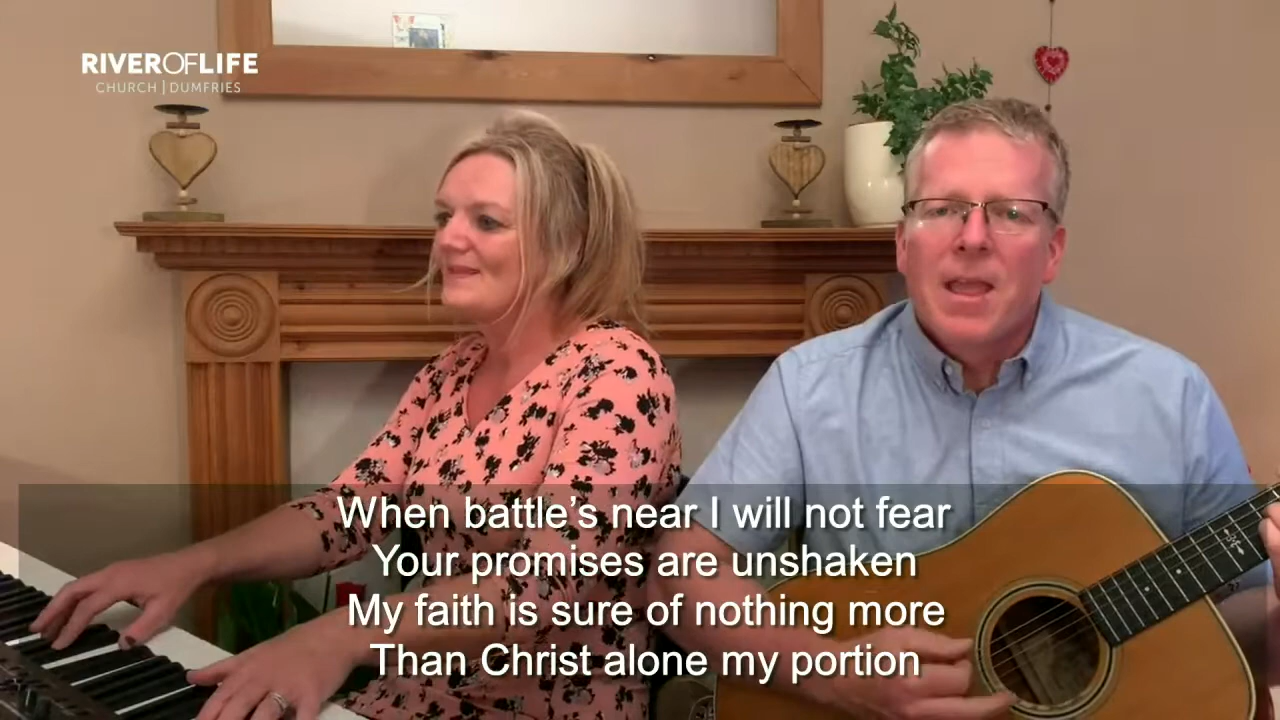 RIVEROFLIFE
CHURCH | DUMFRIES
When battle’s near I will not fear
Your promises are unshaken
My faith is sure of nothing more
Than Christ alone my portion